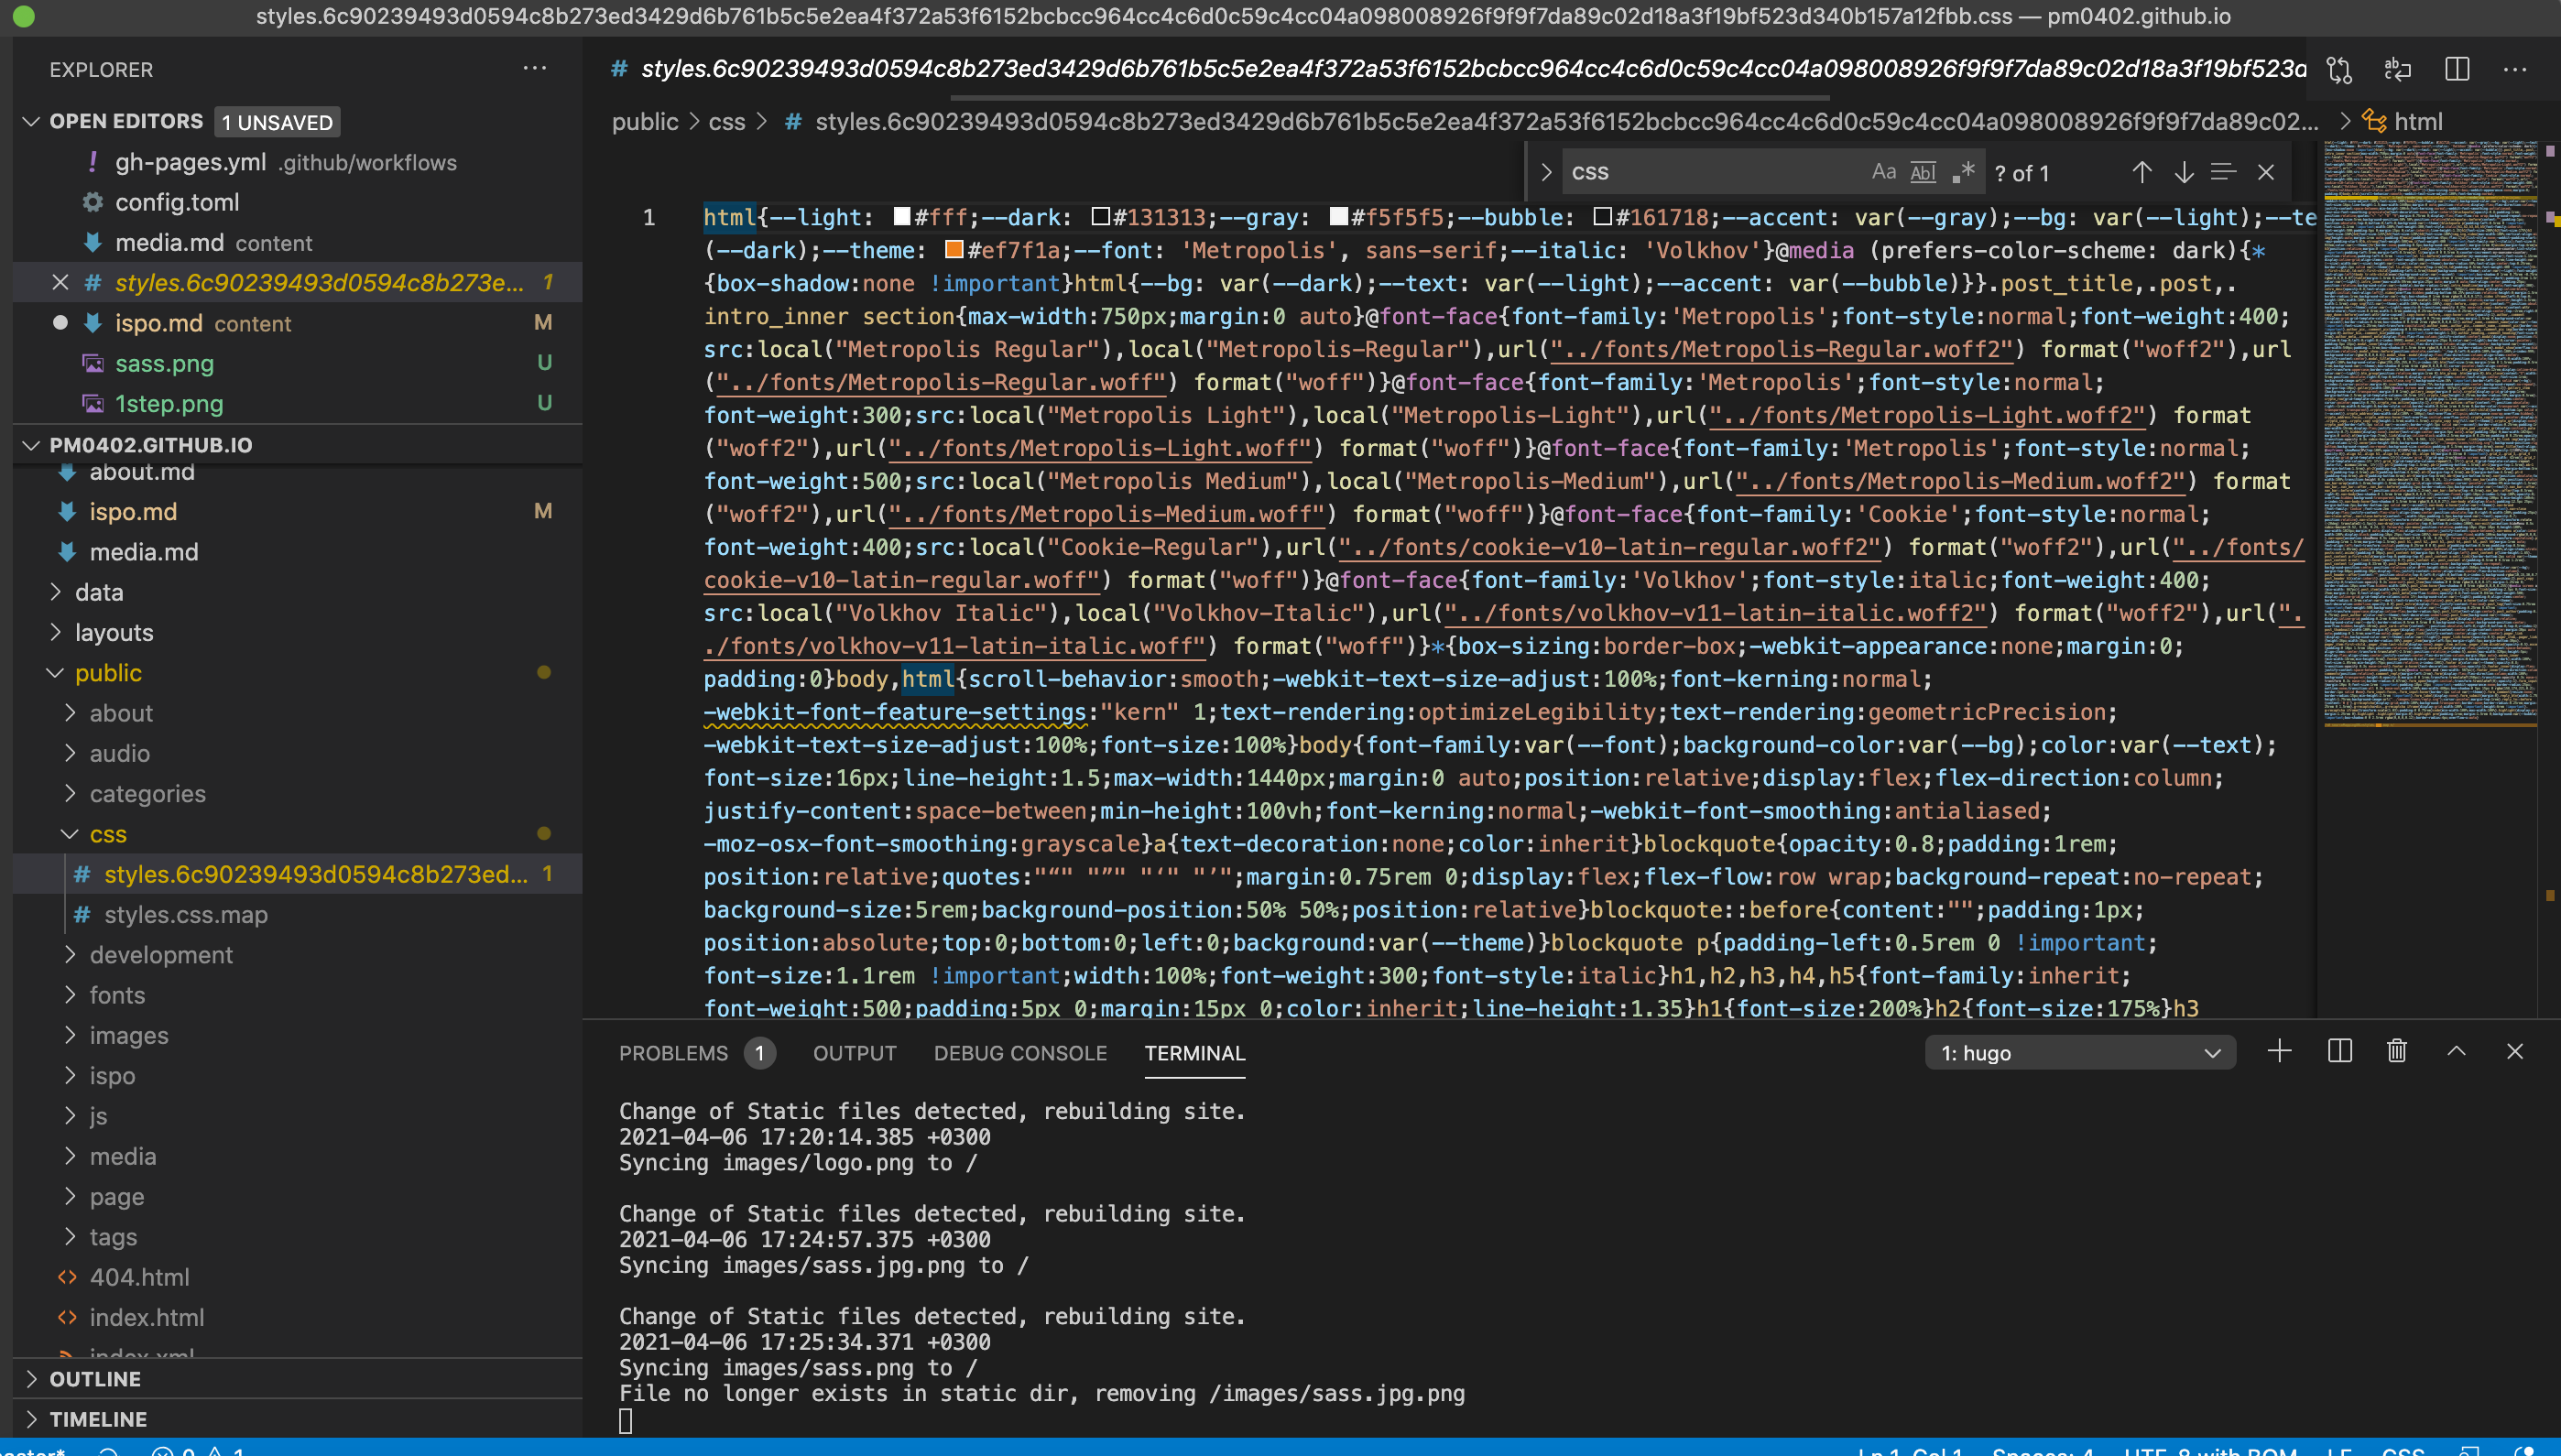 styles.6c90239493d0594c8b273ed3429d6b761b5c5e2ea4f372a53f6152bcbcc964cc4c6d0c59c4cc04a098008926f9f9f7da89c02d18a3f19bf523d340b157a12fbb.css — pm0402.github.io
EXPLORER
OPEN EDITORS 1 UNSAVED
! gh-pages.yml .github/workflows
config.toml
media.md content
# styles.6c90239493d0594c8b273e... 1
ispo.md content M
sass.png U
1step.png U
PM0402.GITHUB.IO
about.md
ispo.md M
media.md
data
layouts
public
about
audio
categories
css
# styles.6c90239493d0594c8b273ed... 1
# styles.css.map
development
fonts
images
ispo
js
media
page
tags
404.html
index.html
index.xml
OUTLINE
TIMELINE
# styles.6c90239493d0594c8b273ed3429d6b761b5c5e2ea4f372a53f6152bcbcc964cc4c6d0c59c4cc04a098008926f9f9f7da89c02d18a3f19bf523d
public > css > # styles.6c90239493d0594c8b273ed3429d6b761b5c5e2ea4f372a53f6152bcbcc964cc4c6d0c59c4cc04a098008926f9f9f7da89c02... > html
css Aa Abl .* ? of 1
1 html{--light: #fff;--dark: #131313;--gray: #f5f5f5;--bubble: #161718;--accent: var(--gray);--bg: var(--light);--te
(--dark);--theme: #ef7f1a;--font: 'Metropolis', sans-serif;--italic: 'Volkhov'}@media (prefers-color-scheme: dark){*
{box-shadow:none !important}html{--bg: var(--dark);--text: var(--light);--accent: var(--bubble)}}.post_title,.post,.
intro_inner section{max-width:750px;margin:0 auto}@font-face{font-family:'Metropolis';font-style:normal;font-weight:400;
src:local("Metropolis Regular"),local("Metropolis-Regular"),url("../fonts/Metropolis-Regular.woff2") format("woff2"),url
("../fonts/Metropolis-Regular.woff") format("woff")}@font-face{font-family:'Metropolis';font-style:normal;
font-weight:300;src:local("Metropolis Light"),local("Metropolis-Light"),url("../fonts/Metropolis-Light.woff2") format
("woff2"),url("../fonts/Metropolis-Light.woff") format("woff")}@font-face{font-family:'Metropolis';font-style:normal;
font-weight:500;src:local("Metropolis Medium"),local("Metropolis-Medium"),url("../fonts/Metropolis-Medium.woff2") format
("woff2"),url("../fonts/Metropolis-Medium.woff") format("woff")}@font-face{font-family:'Cookie';font-style:normal;
font-weight:400;src:local("Cookie-Regular"),url("../fonts/cookie-v10-latin-regular.woff2") format("woff2"),url("../fonts/
cookie-v10-latin-regular.woff") format("woff")}@font-face{font-family:'Volkhov';font-style:italic;font-weight:400;
src:local("Volkhov Italic"),local("Volkhov-Italic"),url("../fonts/volkhov-v11-latin-italic.woff2") format("woff2"),url(".
./fonts/volkhov-v11-latin-italic.woff") format("woff")}*{box-sizing:border-box;-webkit-appearance:none;margin:0;
padding:0}body,html{scroll-behavior:smooth;-webkit-text-size-adjust:100%;font-kerning:normal;
-webkit-font-feature-settings:"kern" 1;text-rendering:optimizeLegibility;text-rendering:geometricPrecision;
-webkit-text-size-adjust:100%;font-size:100%}body{font-family:var(--font);background-color:var(--bg);color:var(--text);
font-size:16px;line-height:1.5;max-width:1440px;margin:0 auto;position:relative;display:flex;flex-direction:column;
justify-content:space-between;min-height:100vh;font-kerning:normal;-webkit-font-smoothing:antialiased;
-moz-osx-font-smoothing:grayscale}a{text-decoration:none;color:inherit}blockquote{opacity:0.8;padding:1rem;
position:relative;quotes:"“" "”" "‘" "’";margin:0.75rem 0;display:flex;flex-flow:row wrap;background-repeat:no-repeat;
background-size:5rem;background-position:50% 50%;position:relative}blockquote::before{content:"";padding:1px;
position:absolute;top:0;bottom:0;left:0;background:var(--theme)}blockquote p{padding-left:0.5rem 0 !important;
font-size:1.1rem !important;width:100%;font-weight:300;font-style:italic}h1,h2,h3,h4,h5{font-family:inherit;
font-weight:500;padding:5px 0;margin:15px 0;color:inherit;line-height:1.35}h1{font-size:200%}h2{font-size:175%}h3
PROBLEMS 1 OUTPUT DEBUG CONSOLE TERMINAL 1: hugo
Change of Static files detected, rebuilding site.
2021-04-06 17:20:14.385 +0300
Syncing images/logo.png to /
Change of Static files detected, rebuilding site.
2021-04-06 17:24:57.375 +0300
Syncing images/sass.jpg.png to /
Change of Static files detected, rebuilding site.
2021-04-06 17:25:34.371 +0300
Syncing images/sass.png to /
File no longer exists in static dir, removing /images/sass.jpg.png
0 1 Ln 1, Col 1 Spaces: 4 UTF-8 with BOM LF CSS